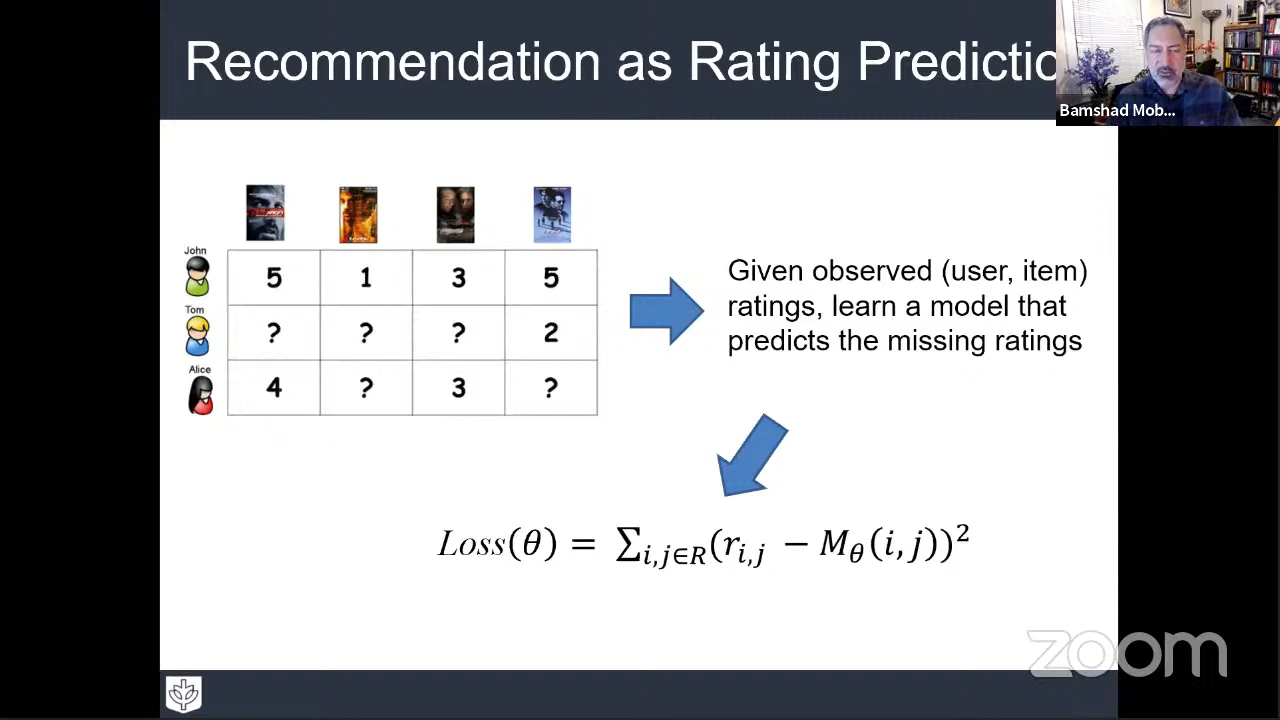 Recommendation as Rating Predictio
Bamshad Mob...
John
5 1 3 5
Tom
? ? ? 2
Alice
4 ? 3 ?
Given observed (user, item)
ratings, learn a model that
predicts the missing ratings
Loss(θ) = ∑i,j∈R(ri,j − Mθ(i,j))²
zoom